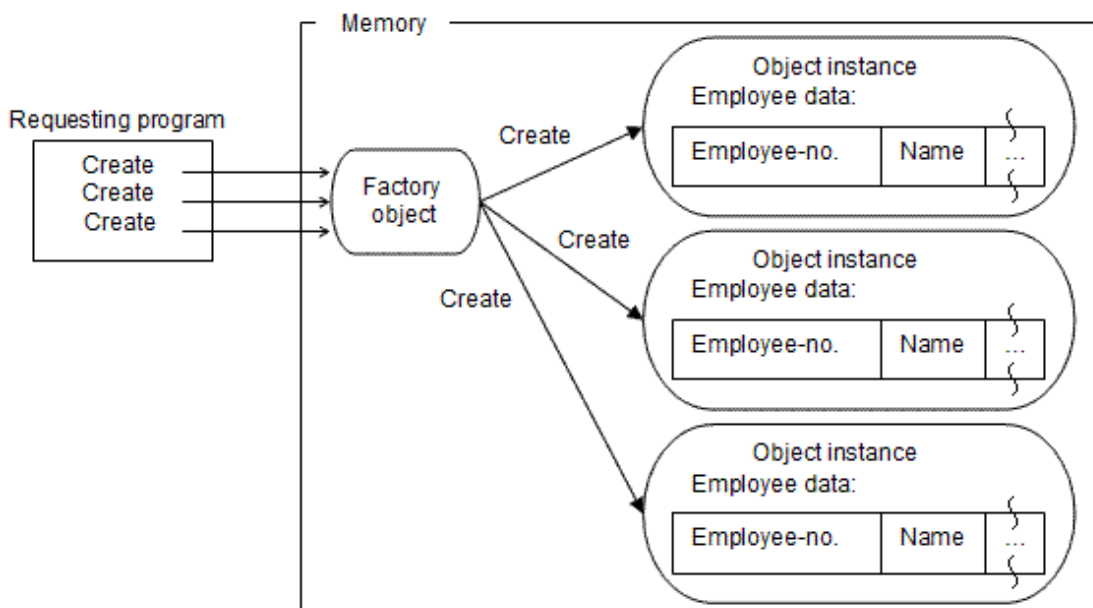 Memory
Requesting program
Create
Create
Create
Factory
object
Create
Create
Create
Object instance
Employee data:
Employee-no. Name ...
Object instance
Employee data:
Employee-no. Name ...
Object instance
Employee data:
Employee-no. Name ...